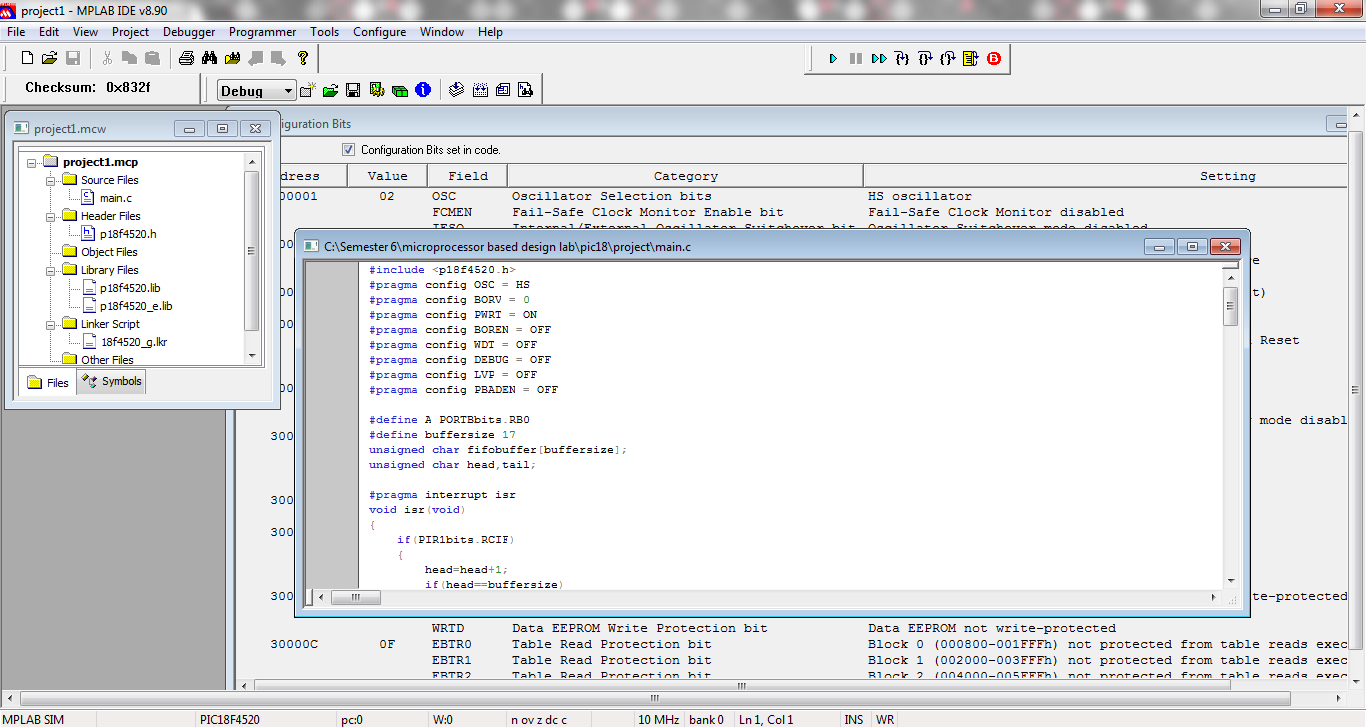 project1 - MPLAB IDE v8.90
File Edit View Project Debugger Programmer Tools Configure Window Help
Checksum: 0x832f
Debug
project1.mcw
project1.mcp
Source Files
main.c
Header Files
p18f4520.h
Object Files
Library Files
p18f4520.lib
p18f4520_e.lib
Linker Script
18f4520_g.lkr
Other Files
Files Symbols
iguration Bits
Configuration Bits set in code.
dress Value Field Category Setting
00001 02 OSC Oscillator Selection bits HS oscillator
FCMEN Fail-Safe Clock Monitor Enable bit Fail-Safe Clock Monitor disabled
IESO Internal/External Oscillator Switchover bit Oscillator Switchover mode disabled
00
e
00
t)
00
Reset
00
mode disabl
300
300
300
300
te-protected
C:\Semester 6\microprocessor based design lab\pic18\project\main.c
#include <p18f4520.h>
#pragma config OSC = HS
#pragma config BORV = 0
#pragma config PWRT = ON
#pragma config BOREN = OFF
#pragma config WDT = OFF
#pragma config DEBUG = OFF
#pragma config LVP = OFF
#pragma config PBADEN = OFF
#define A PORTBbits.RB0
#define buffersize 17
unsigned char fifobuffer[buffersize];
unsigned char head,tail;
#pragma interrupt isr
void isr(void)
{
if(PIR1bits.RCIF)
{
head=head+1;
if(head==buffersize)
WRTD Data EEPROM Write Protection bit Data EEPROM not write-protected
30000C 0F EBTR0 Table Read Protection bit Block 0 (000800-001FFFh) not protected from table reads exec
EBTR1 Table Read Protection bit Block 1 (002000-003FFFh) not protected from table reads exec
EBTR2 Table Read Protection bit Block 2 (004000-005FFFh) not protected from table reads exec
MPLAB SIM PIC18F4520 pc:0 W:0 n ov z dc c 10 MHz bank 0 Ln 1, Col 1 INS WR